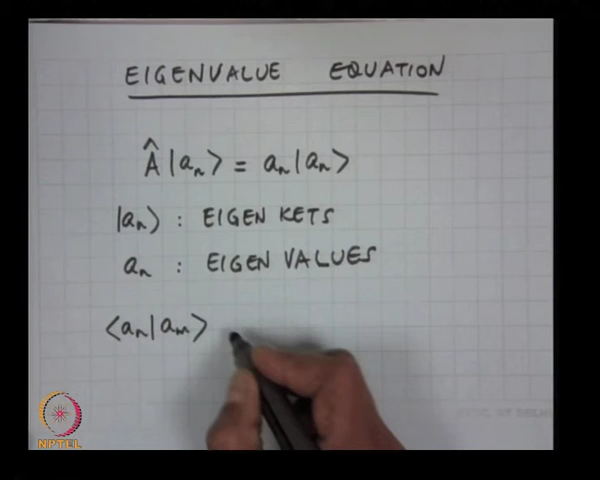 EIGENVALUE EQUATION
Â |aₙ⟩ = aₙ |aₙ⟩
|aₙ⟩ : EIGEN KETS
aₙ : EIGEN VALUES
⟨aₙ|aₘ⟩
NPTEL